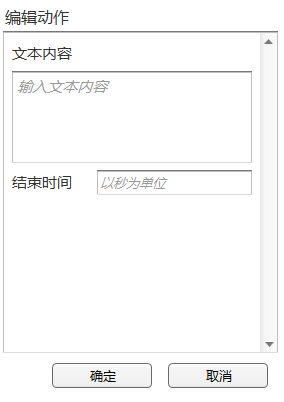 编辑动作
文本内容
输入文本内容
结束时间 以秒为单位
确定 取消